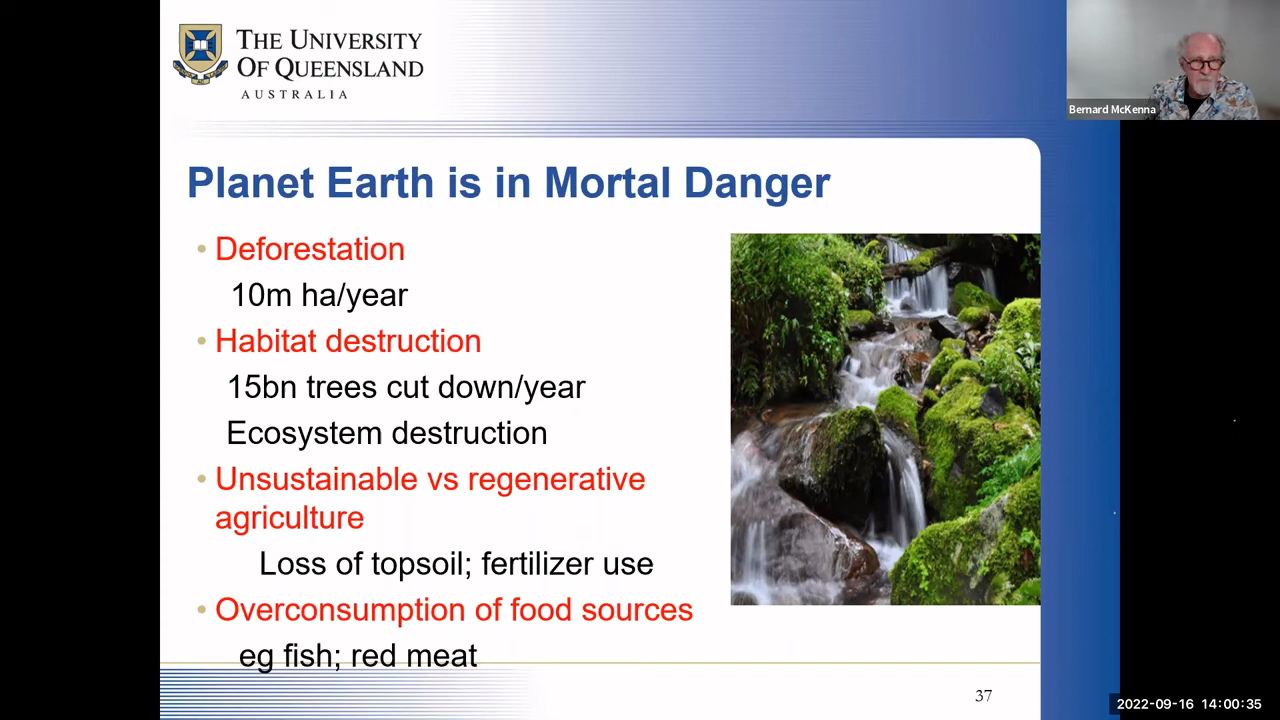 THE UNIVERSITY
OF QUEENSLAND
AUSTRALIA
Bernard McKenna
Planet Earth is in Mortal Danger
• Deforestation
10m ha/year
• Habitat destruction
15bn trees cut down/year
Ecosystem destruction
• Unsustainable vs regenerative
agriculture
Loss of topsoil; fertilizer use
• Overconsumption of food sources
eg fish; red meat
37
2022-09-16 14:00:35